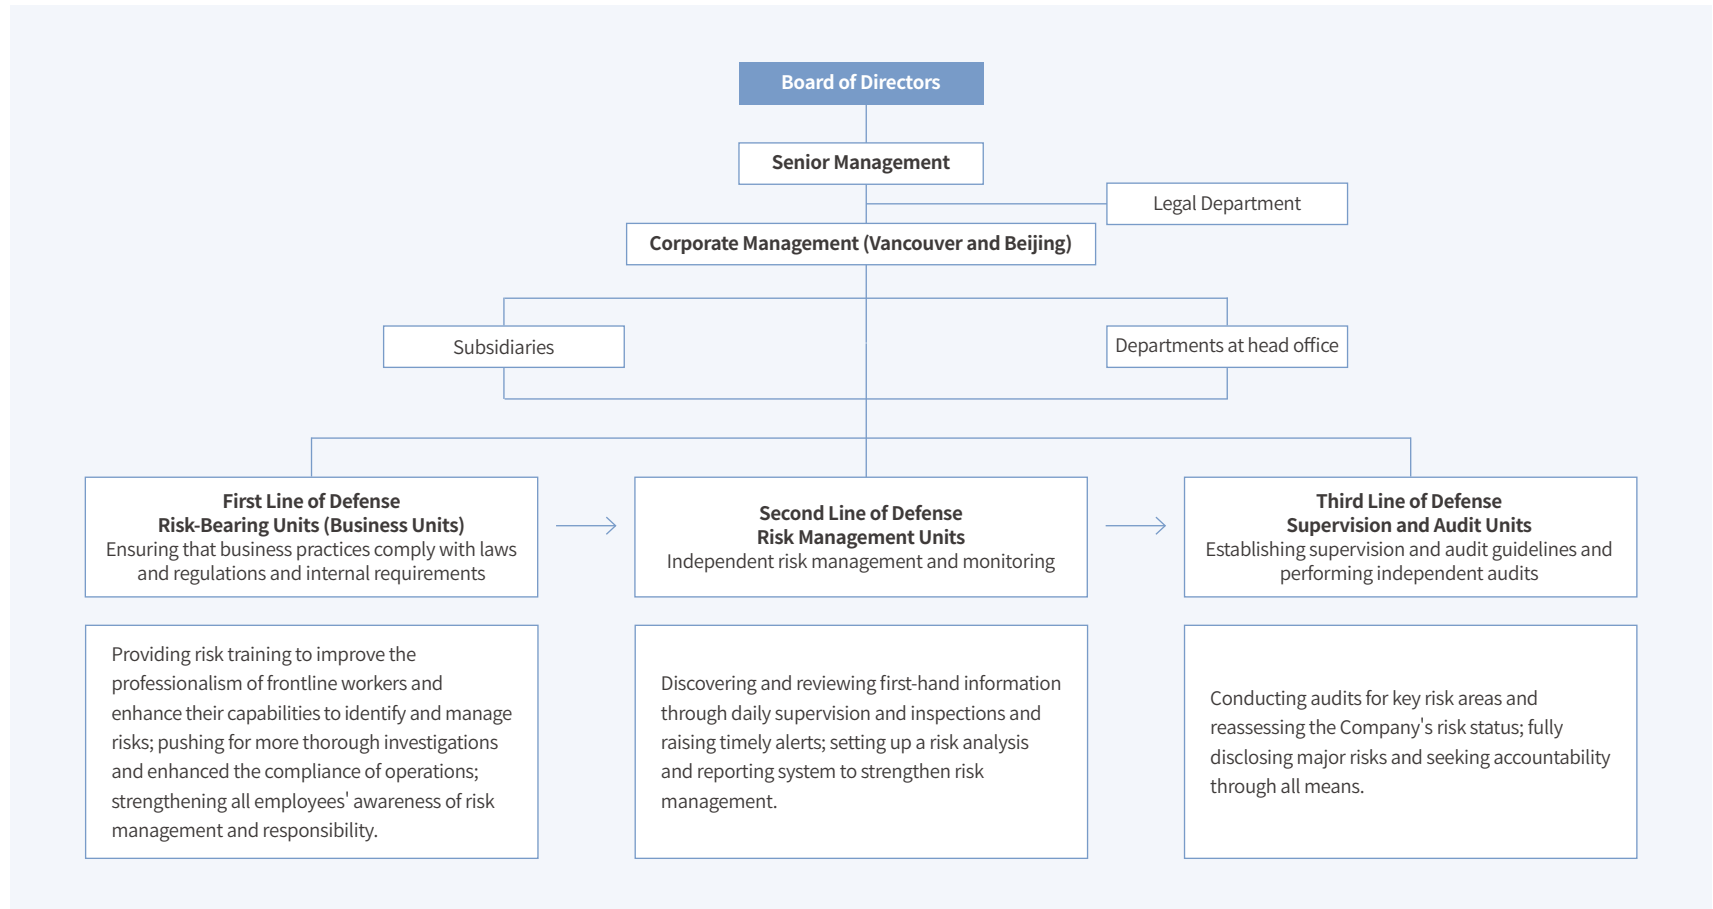 Board of Directors
Senior Management
Legal Department
Corporate Management (Vancouver and Beijing)
Subsidiaries
Departments at head office
First Line of Defense
Risk-Bearing Units (Business Units)
Ensuring that business practices comply with laws
and regulations and internal requirements
Second Line of Defense
Risk Management Units
Independent risk management and monitoring
Third Line of Defense
Supervision and Audit Units
Establishing supervision and audit guidelines and
performing independent audits
Providing risk training to improve the
professionalism of frontline workers and
enhance their capabilities to identify and manage
risks; pushing for more thorough investigations
and enhanced the compliance of operations;
strengthening all employees' awareness of risk
management and responsibility.
Discovering and reviewing first-hand information
through daily supervision and inspections and
raising timely alerts; setting up a risk analysis
and reporting system to strengthen risk
management.
Conducting audits for key risk areas and
reassessing the Company's risk status; fully
disclosing major risks and seeking accountability
through all means.